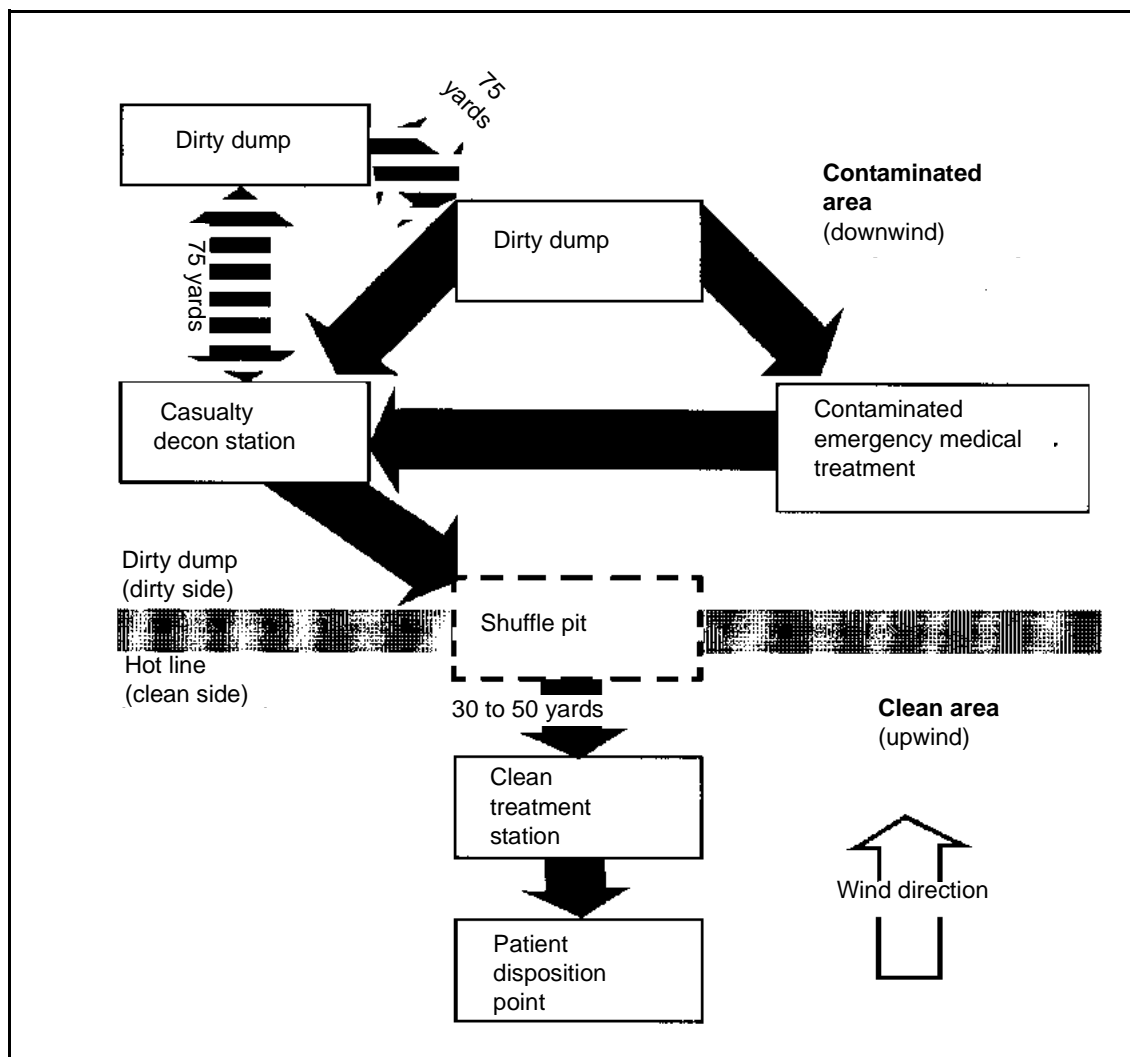 75
yards
Dirty dump
Contaminated
area
(downwind)
Dirty dump
75 yards
Casualty
decon station
Contaminated
emergency medical
treatment
Dirty dump
(dirty side)
Shuffle pit
Hot line
(clean side)
30 to 50 yards
Clean area
(upwind)
Clean
treatment
station
Wind direction
Patient
disposition
point